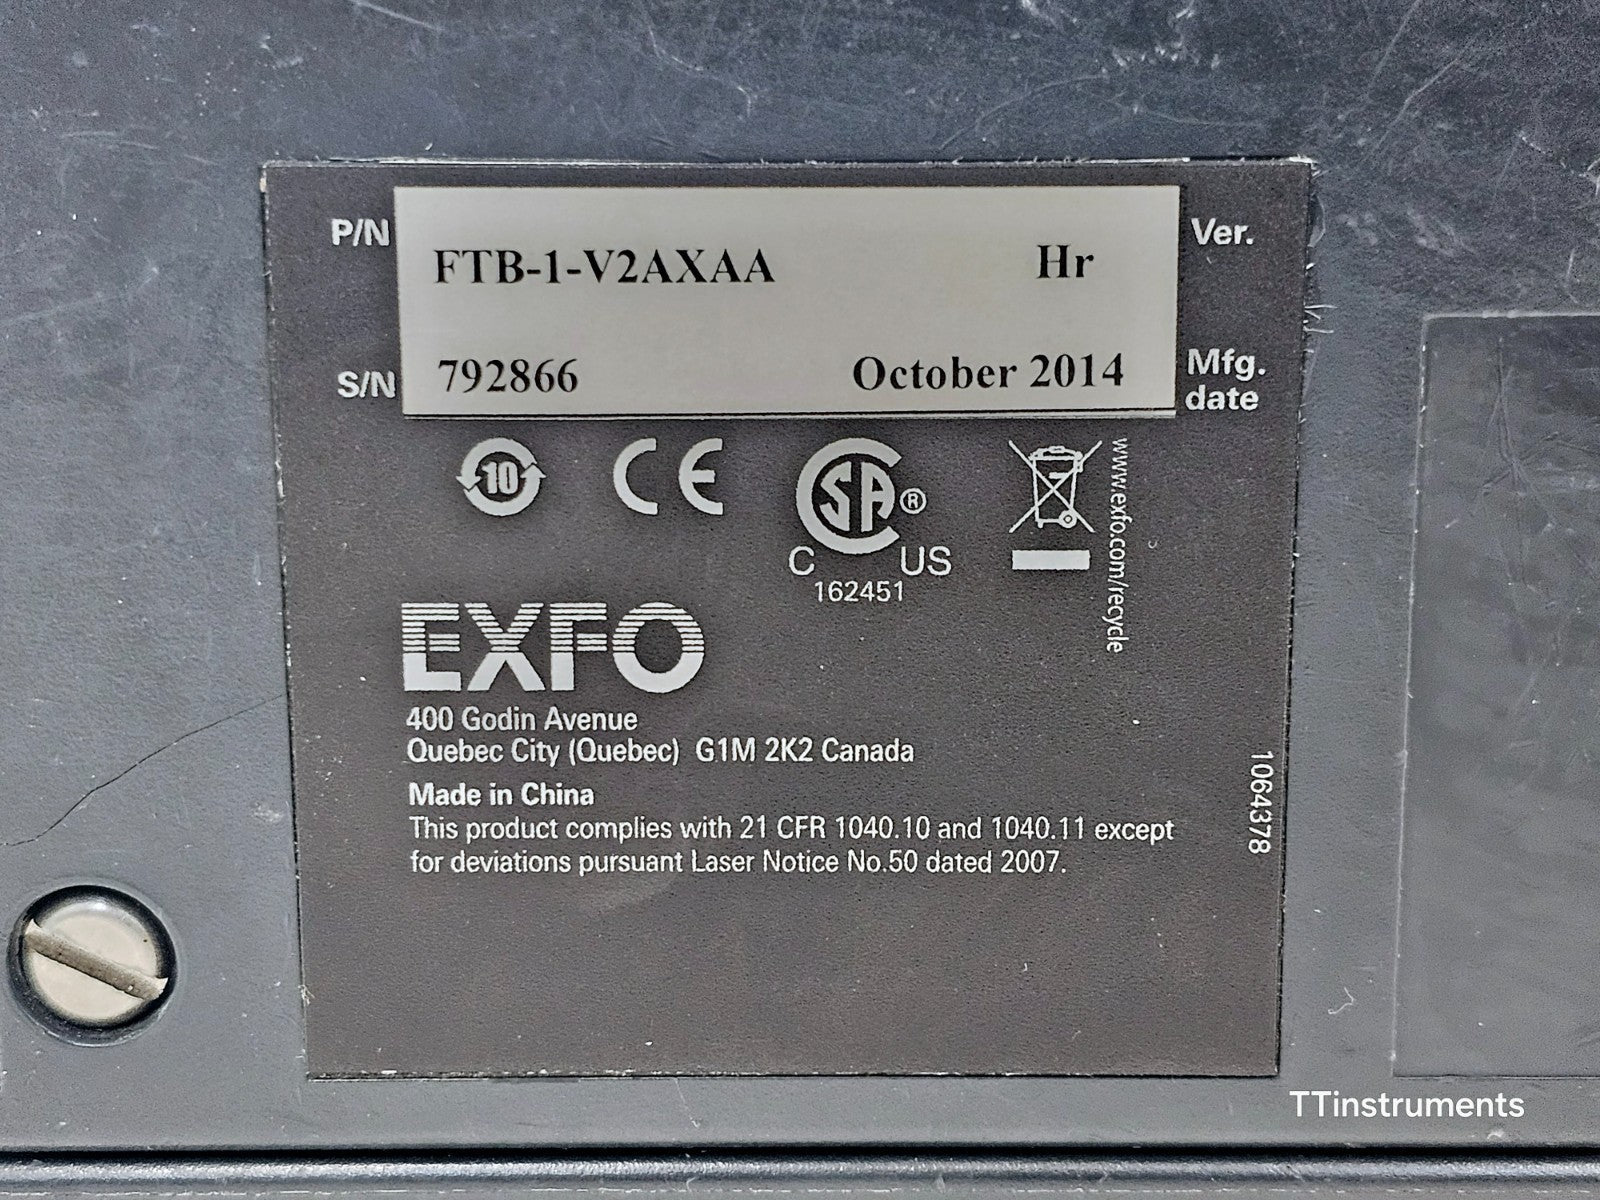 P/N FTB-1-V2AXAA Hr Ver.
S/N 792866 October 2014 Mfg. date
10 CE SA®
C US
162451
www.exfo.com/recycle
EXFO
400 Godin Avenue
Quebec City (Quebec) G1M 2K2 Canada
Made in China
This product complies with 21 CFR 1040.10 and 1040.11 except
for deviations pursuant Laser Notice No.50 dated 2007.
1064378
TTinstruments